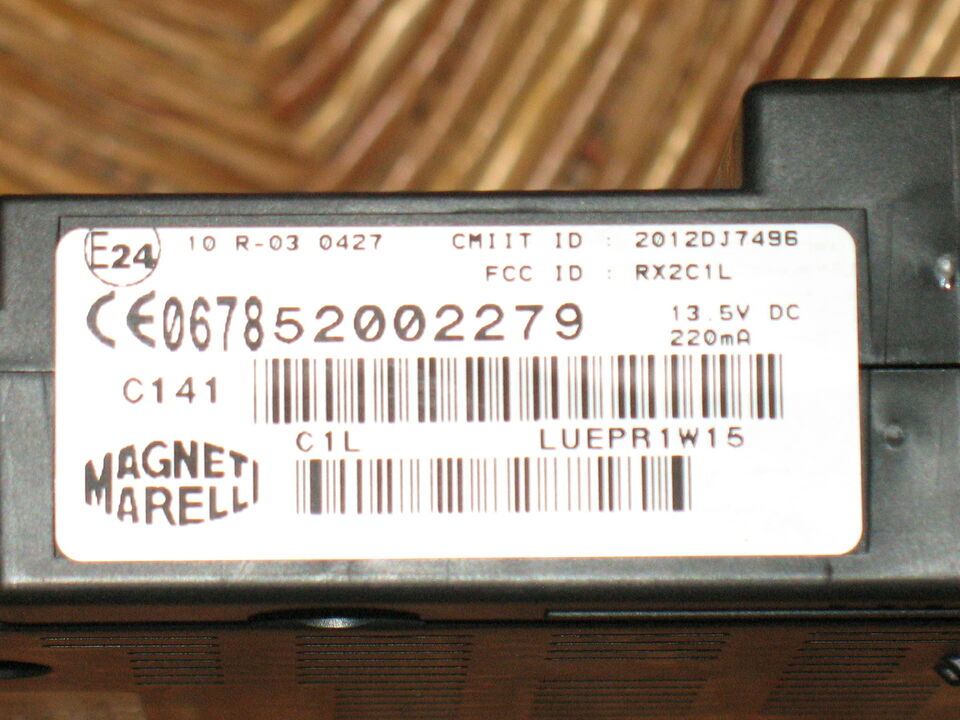 E24 10 R-03 0427 CMIIT ID : 2012DJ7496
FCC ID : RX2C1L
CE0678 52002279 13.5V DC
220mA
C141
C1L LUEPR1W15
MAGNETI
MARELLI